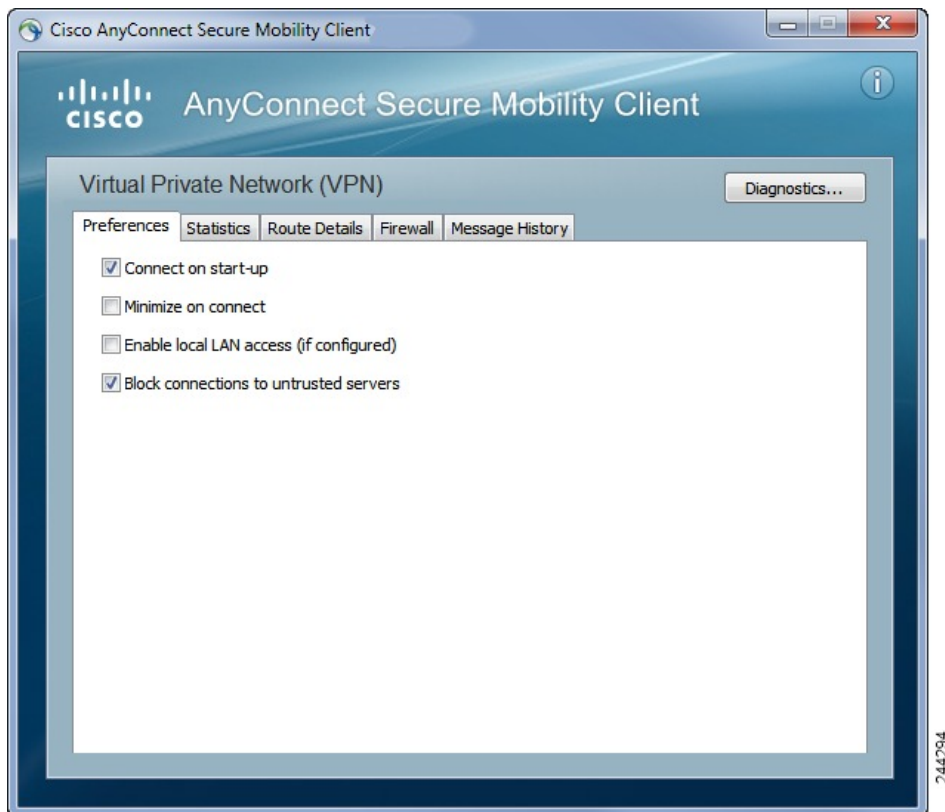 Cisco AnyConnect Secure Mobility Client
CISCO
AnyConnect Secure Mobility Client
Virtual Private Network (VPN)
Diagnostics...
Preferences
Statistics
Route Details
Firewall
Message History
Connect on start-up
Minimize on connect
Enable local LAN access (if configured)
Block connections to untrusted servers
244294